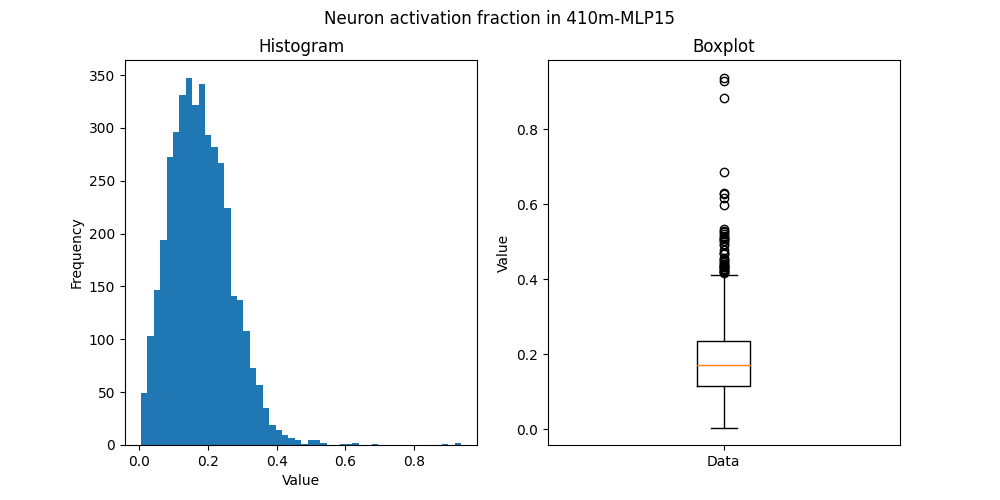 Neuron activation fraction in 410m-MLP15
Histogram
Boxplot
350
300
250
200
150
100
50
0
Frequency
0.0 0.2 0.4 0.6 0.8
Value
0.8
0.6
0.4
0.2
0.0
Value
Data